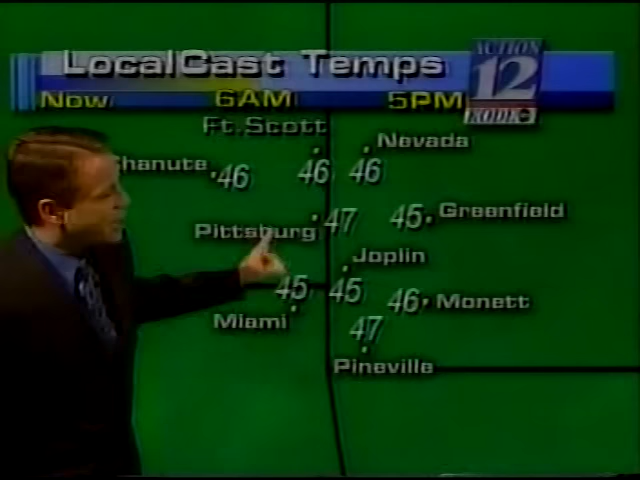 LocalCast Temps
ACTION
12
KODE
Now 6AM 5PM
Ft.Scott
Nevada
Chanute
46 46 46
Pittsburg 47 45 Greenfield
Joplin
45 45 46 Monett
Miami
47
Pineville